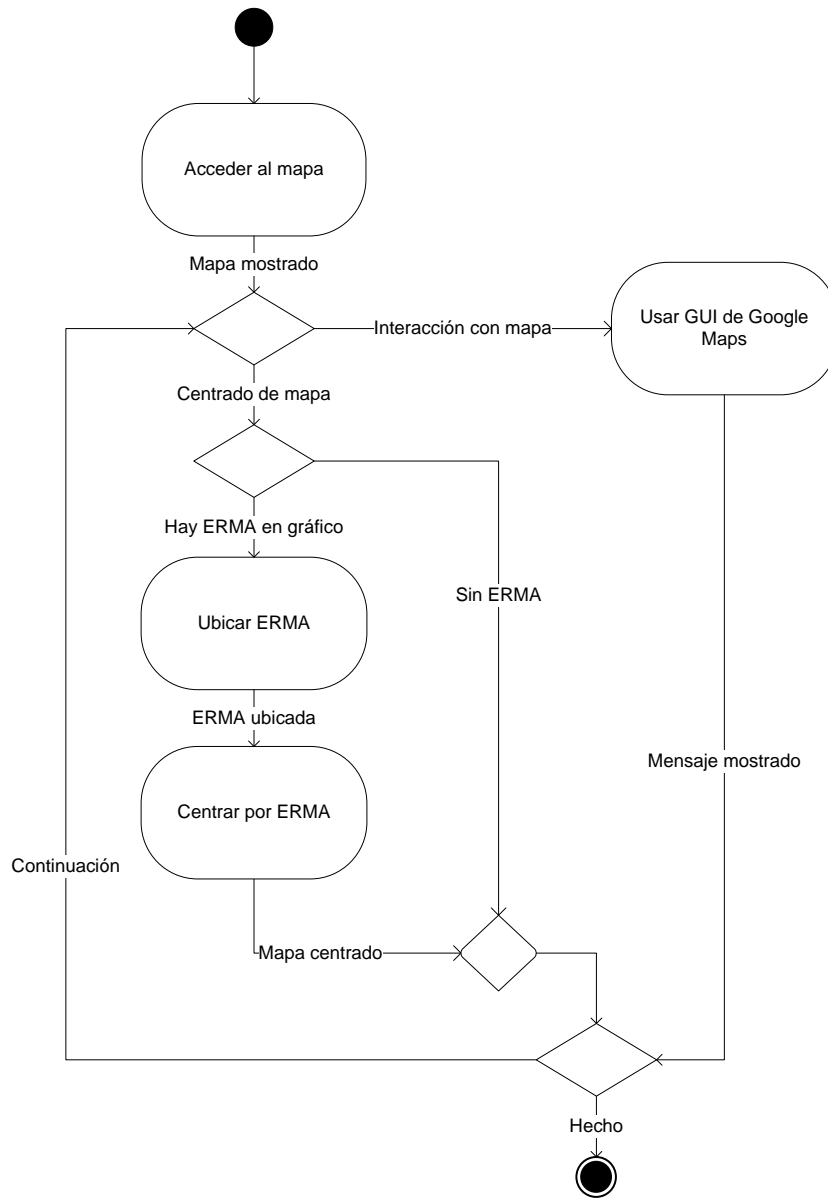 Acceder al mapa
Mapa mostrado
Interacción con mapa
Usar GUI de Google
Maps
Centrado de mapa
Hay ERMA en gráfico
Sin ERMA
Ubicar ERMA
ERMA ubicada
Mensaje mostrado
Centrar por ERMA
Continuación
Mapa centrado
Hecho